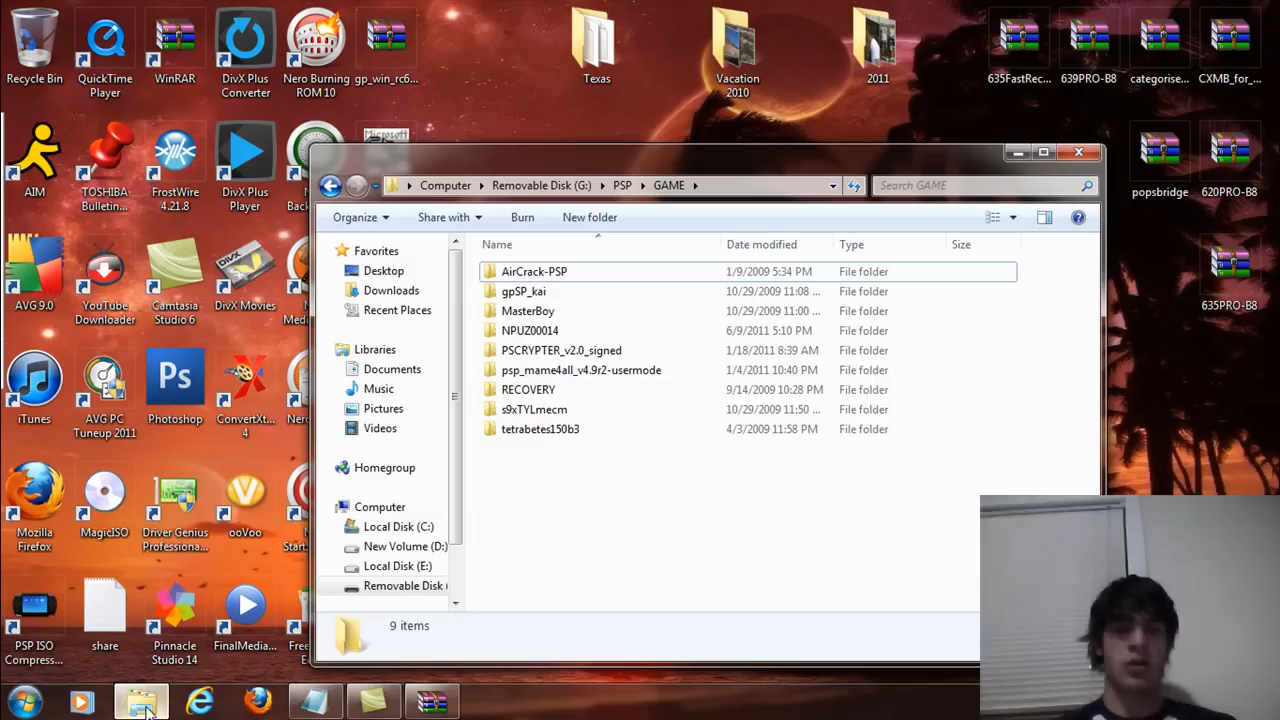 Recycle Bin
QuickTime Player
WinRAR
DivX Plus Converter
Nero Burning ROM 10
gp_win_rc6...
Texas
Vacation 2010
2011
635FastRec...
639PRO-B8
categorise...
CXMB_for_...
AIM
TOSHIBA Bulletin...
FrostWire 4.21.8
DivX Plus Player
Back
Microsoft
popsbridge
620PRO-B8
AVG 9.0
YouTube Downloader
Camtasia Studio 6
DivX Movies
Medi
635PRO-B8
iTunes
AVG PC Tuneup 2011
Ps
Photoshop
ConvertXt... 4
Nero
Mozilla Firefox
MagicISO
Driver Genius Professiona...
ooVoo
N
Start
PSP ISO Compress...
share
Pinnacle Studio 14
FinalMedia...
Free
E
Computer
Removable Disk (G:)
PSP
GAME
Search GAME
Organize
Share with
Burn
New folder
Favorites
Desktop
Downloads
Recent Places
Libraries
Documents
Music
Pictures
Videos
Homegroup
Computer
Local Disk (C:)
New Volume (D:)
Local Disk (E:)
Removable Disk (
Name Date modified Type Size
AirCrack-PSP 1/9/2009 5:34 PM File folder
gpSP_kai 10/29/2009 11:08 ... File folder
MasterBoy 10/29/2009 11:00 ... File folder
NPUZ00014 6/9/2011 5:10 PM File folder
PSCRYPTER_v2.0_signed 1/18/2011 8:39 AM File folder
psp_mame4all_v4.9r2-usermode 1/4/2011 10:40 PM File folder
RECOVERY 9/14/2009 10:28 PM File folder
s9xTYLmecm 10/29/2009 11:50 ... File folder
tetrabetes150b3 4/3/2009 11:58 PM File folder
9 items